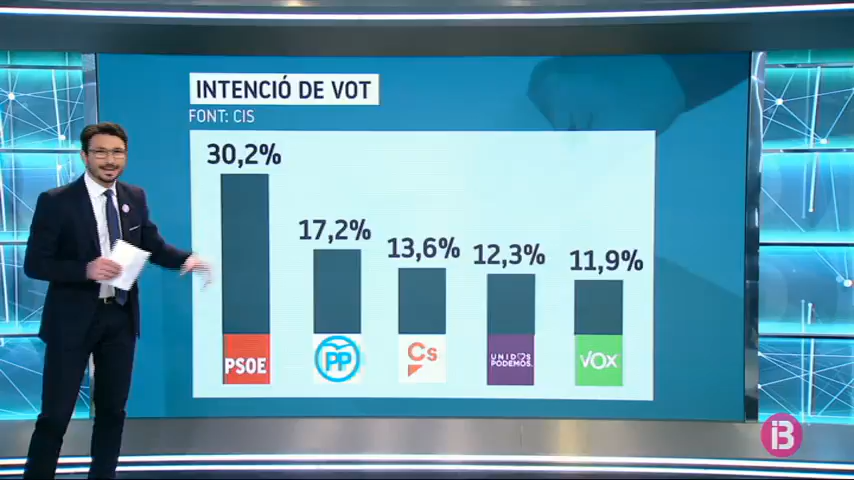 INTENCIÓ DE VOT
FONT: CIS
30,2%
17,2%
13,6%
12,3%
11,9%
PSOE
PP
Cs
UNIDOS
PODEMOS.
VOX
IB